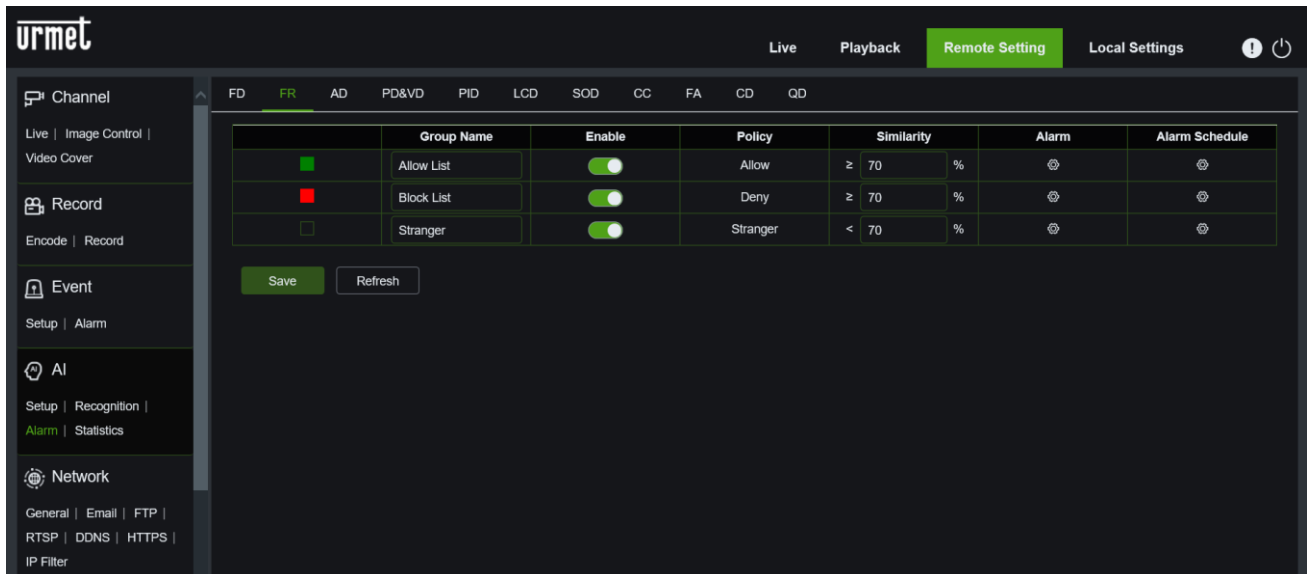 urmet
Live Playback Remote Setting Local Settings
Channel
Live | Image Control |
Video Cover
Record
Encode | Record
Event
Setup | Alarm
AI
Setup | Recognition |
Alarm | Statistics
Network
General | Email | FTP |
RTSP | DDNS | HTTPS |
IP Filter
FD FR AD PD&VD PID LCD SOD CC FA CD QD
Group Name Enable Policy Similarity Alarm Alarm Schedule
Allow List Allow ≥ 70 %
Block List Deny ≥ 70 %
Stranger Stranger < 70 %
Save Refresh